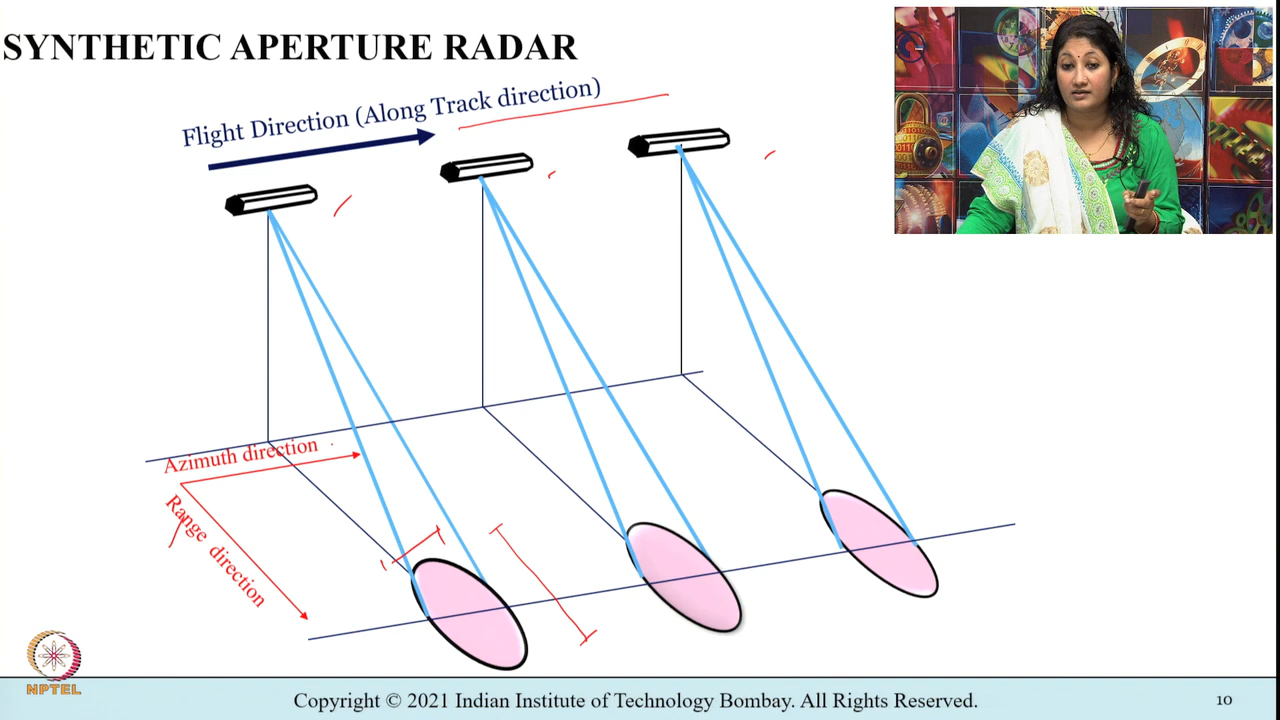 SYNTHETIC APERTURE RADAR
Flight Direction (Along Track direction)
Azimuth direction
Range direction
NPTEL
Copyright © 2021 Indian Institute of Technology Bombay. All Rights Reserved.
10